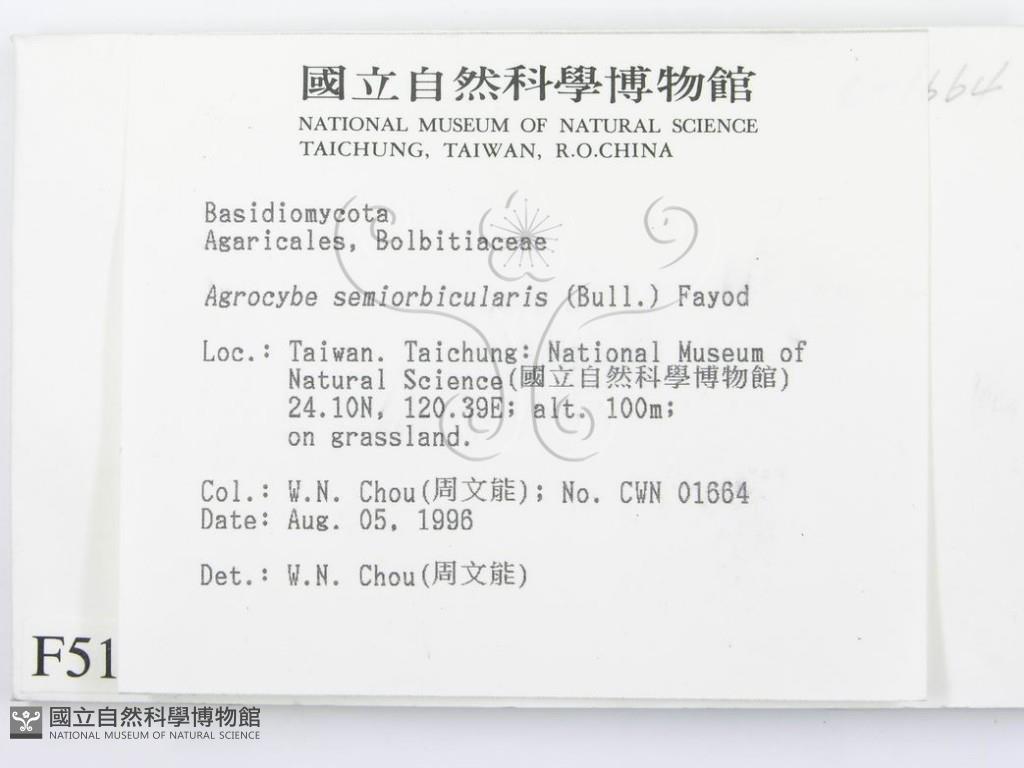 國立自然科學博物館
NATIONAL MUSEUM OF NATURAL SCIENCE
TAICHUNG, TAIWAN, R.O.CHINA
Basidiomycota
Agaricales, Bolbitiaceae
Agrocybe semiorbicularis (Bull.) Fayod
Loc.: Taiwan. Taichung: National Museum of
Natural Science(國立自然科學博物館)
24.10N, 120.39E; alt. 100m;
on grassland.
Col.: W.N. Chou(周文能); No. CWN 01664
Date: Aug. 05, 1996
Det.: W.N. Chou(周文能)
F51
國立自然科學博物館
NATIONAL MUSEUM OF NATURAL SCIENCE